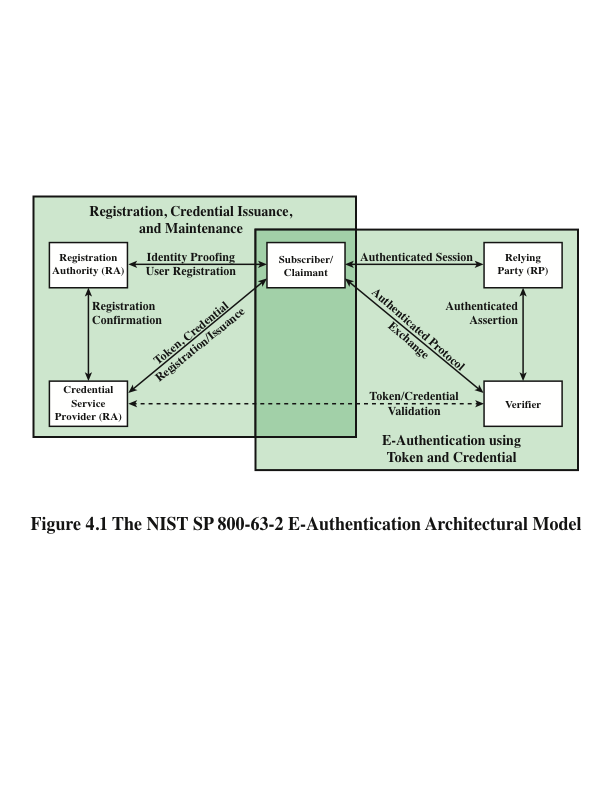 Registration, Credential Issuance,
and Maintenance
Registration
Authority (RA)
Identity Proofing
User Registration
Subscriber/
Claimant
Authenticated Session
Relying
Party (RP)
Registration
Confirmation
Token, Credential
Registration/Issuance
Authenticated Protocol
Exchange
Authenticated
Assertion
Credential
Service
Provider (RA)
Token/Credential
Validation
Verifier
E-Authentication using
Token and Credential
Figure 4.1 The NIST SP 800-63-2 E-Authentication Architectural Model